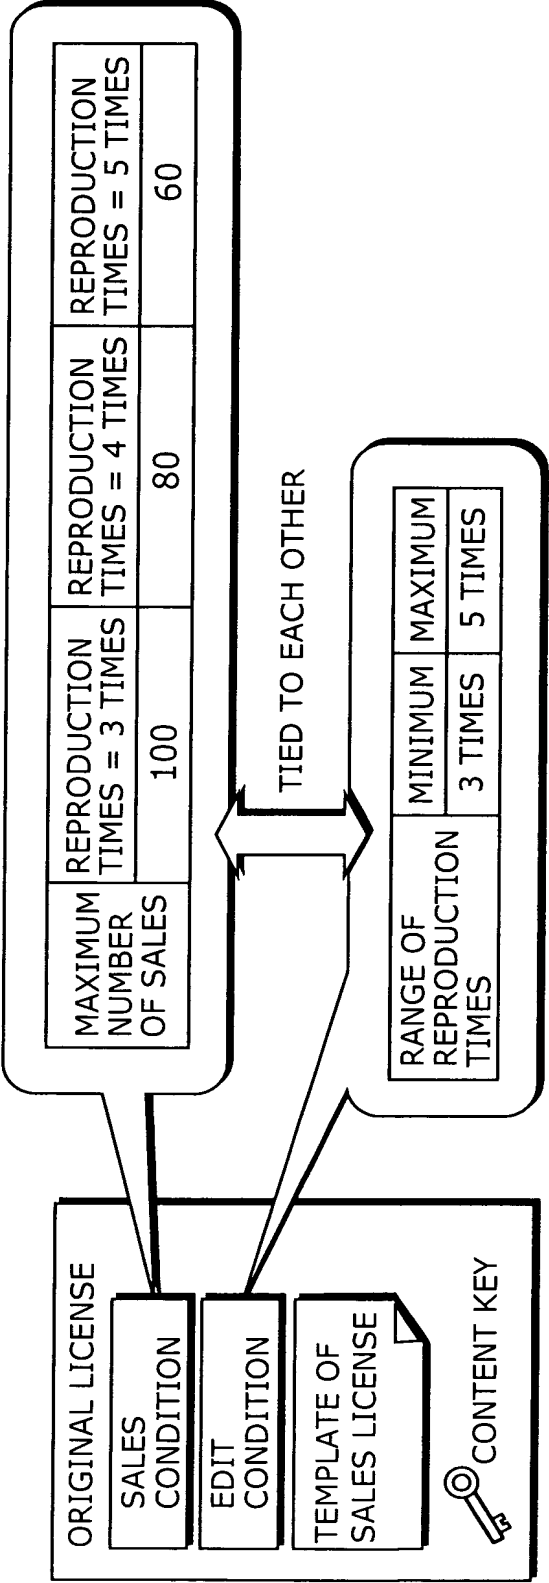 ORIGINAL LICENSE
SALES
CONDITION
EDIT
CONDITION
TEMPLATE OF
SALES LICENSE
CONTENT KEY
MAXIMUM
NUMBER
OF SALES
REPRODUCTION
TIMES = 3 TIMES
REPRODUCTION
TIMES = 4 TIMES
REPRODUCTION
TIMES = 5 TIMES
100
80
60
TIED TO EACH OTHER
RANGE OF
REPRODUCTION
TIMES
MINIMUM
MAXIMUM
3 TIMES
5 TIMES